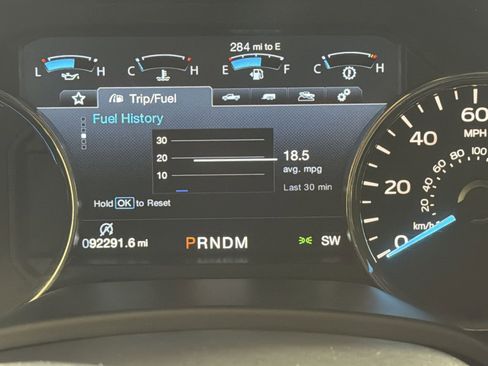 284 mi to E
L H C H E F C H
Trip/Fuel
Fuel History
30
20
10
18.5
avg. mpg
Last 30 min
Hold OK to Reset
092291.6 mi
PRNDM
SW
60
MPH
40
20
0
100
80
60
40
20
km/h